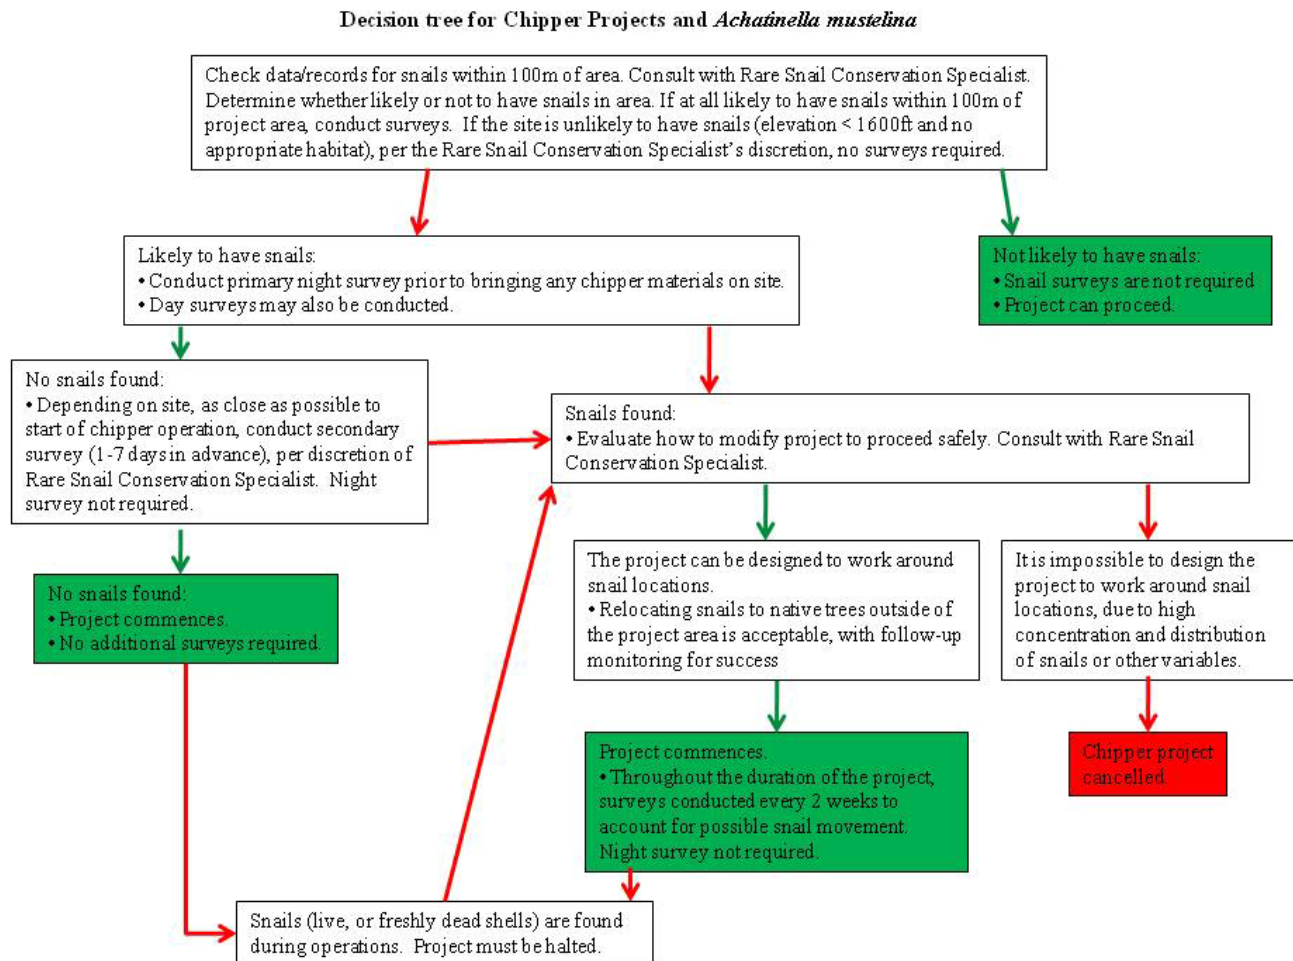 Decision tree for Chipper Projects and Achatinella mustelina
Check data/records for snails within 100m of area. Consult with Rare Snail Conservation Specialist.
Determine whether likely or not to have snails in area. If at all likely to have snails within 100m of
project area, conduct surveys. If the site is unlikely to have snails (elevation < 1600ft and no
appropriate habitat), per the Rare Snail Conservation Specialist's discretion, no surveys required.
Likely to have snails:
• Conduct primary night survey prior to bringing any chipper materials on site.
• Day surveys may also be conducted.
Not likely to have snails:
• Snail surveys are not required
• Project can proceed.
No snails found:
• Depending on site, as close as possible to
start of chipper operation, conduct secondary
survey (1-7 days in advance), per discretion of
Rare Snail Conservation Specialist. Night
survey not required.
Snails found:
• Evaluate how to modify project to proceed safely. Consult with Rare Snail
Conservation Specialist.
No snails found:
• Project commences.
• No additional surveys required.
The project can be designed to work around
snail locations.
• Relocating snails to native trees outside of
the project area is acceptable, with follow-up
monitoring for success
It is impossible to design the
project to work around snail
locations, due to high
concentration and distribution
of snails or other variables.
Project commences.
• Throughout the duration of the project,
surveys conducted every 2 weeks to
account for possible snail movement.
Night survey not required.
Chipper project
cancelled
Snails (live, or freshly dead shells) are found
during operations. Project must be halted.